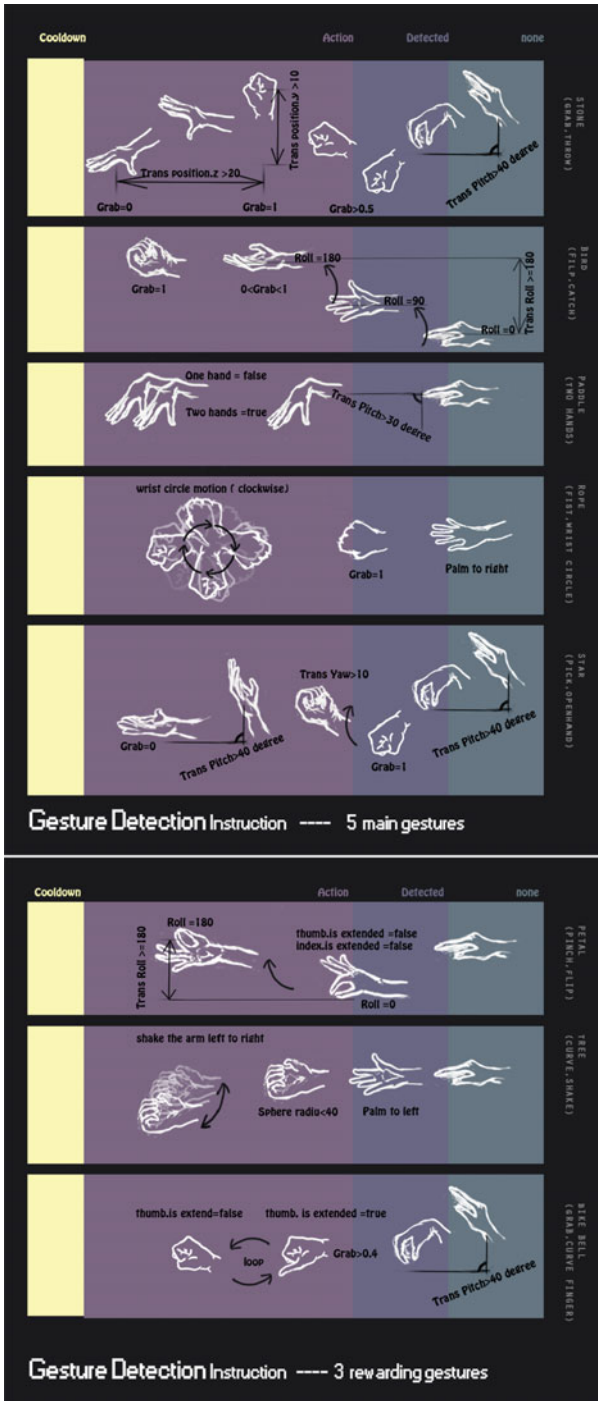 Cooldown Action Detected none
Trans position.y >10
Trans position.z >20
Trans Pitch>40 degree
Grab=0 Grab=1 Grab>0.5
STONE
(GRAB,THROW)
Roll =180
Grab=1 0<Grab<1
Roll =90
Roll =0
Trans Roll >=180
BIRD
(FILP,CATCH)
One hand = false
Two hands =true
Trans Pitch>30 degree
PADDLE
(TWO HANDS)
wrist circle motion ( clockwise)
Grab=1
Palm to right
ROPE
(FIST,WRIST CIRCLE)
Trans Yaw>10
Grab=0
Trans Pitch>40 degree
Grab=1
Trans Pitch>40 degree
STAR
(PICK,OPENHAND)
Gesture Detection Instruction ---- 5 main gestures
Cooldown Action Detected none
Roll =180
Trans Roll >=180
thumb.is extended =false
index.is extended =false
Roll =0
PETAL
(PINCH,FLIP)
shake the arm left to right
Sphere radiu<40
Palm to left
TREE
(CURVE,SHAKE)
thumb.is extend=false thumb. is extended =true
loop
Grab>0.4
Trans Pitch>40 degree
BIKE BELL
(GRAB,CURVE FINGER)
Gesture Detection Instruction ---- 3 rewarding gestures